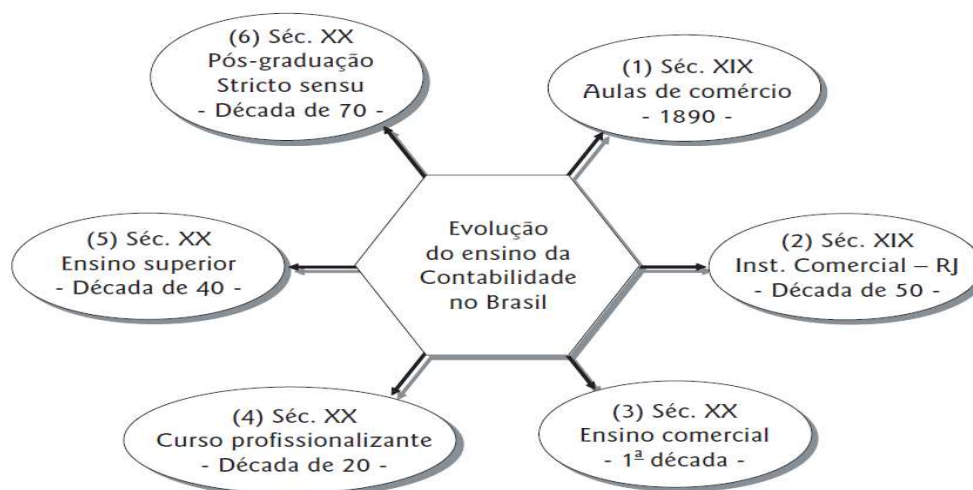 (6) Séc. XX
Pós-graduação
Stricto sensu
- Década de 70 -
(1) Séc. XIX
Aulas de comércio
- 1890 -
(5) Séc. XX
Ensino superior
- Década de 40 -
Evolução
do ensino da
Contabilidade
no Brasil
(2) Séc. XIX
Inst. Comercial – RJ
- Década de 50 -
(4) Séc. XX
Curso profissionalizante
- Década de 20 -
(3) Séc. XX
Ensino comercial
- 1ª década -